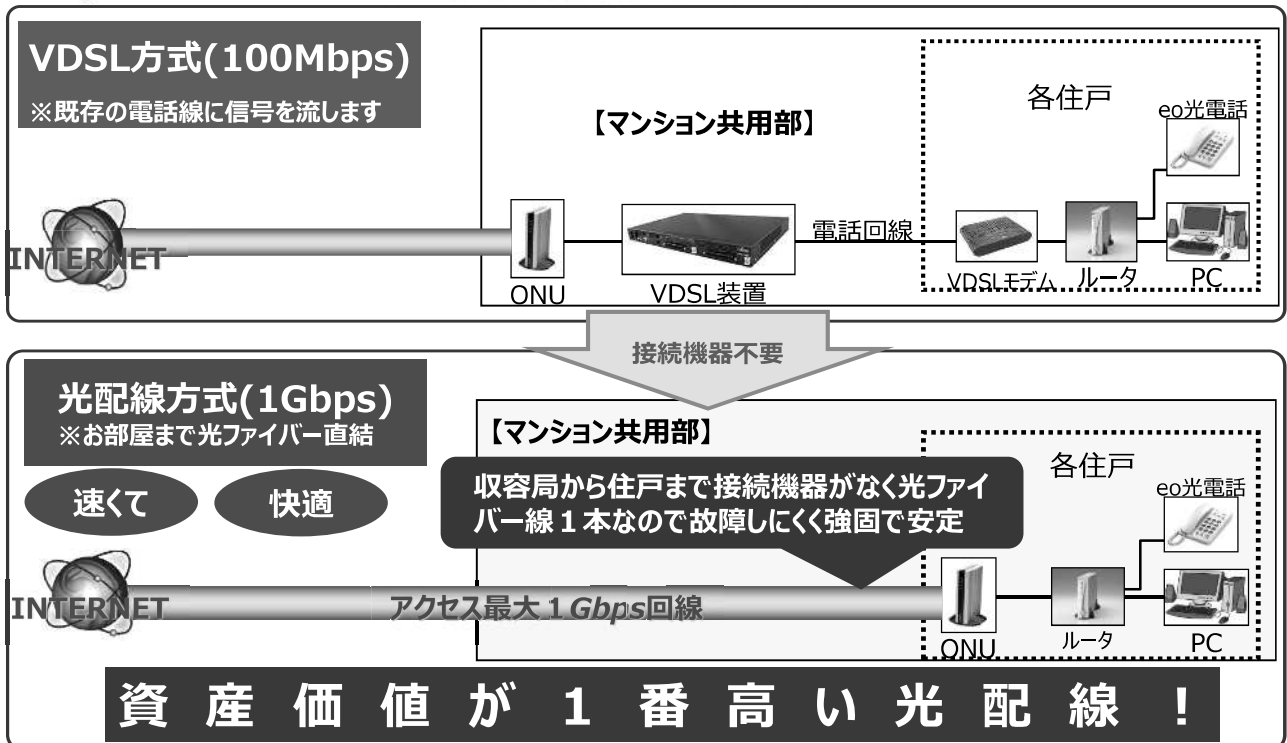 VDSL方式(100Mbps)
※既存の電話線に信号を流します
【マンション共用部】
各住戸
eo光電話
INTERNET
電話回線
ONU
VDSL装置
VDSLモデム
ルータ
PC
接続機器不要
光配線方式(1Gbps)
※お部屋まで光ファイバー直結
速くて
快適
【マンション共用部】
収容局から住戸まで接続機器がなく光ファイ
バー線1本なので故障しにくく強固で安定
各住戸
eo光電話
INTERNET
アクセス最大1Gbps回線
ONU
ルータ
PC
資産価値が1番高い光配線!